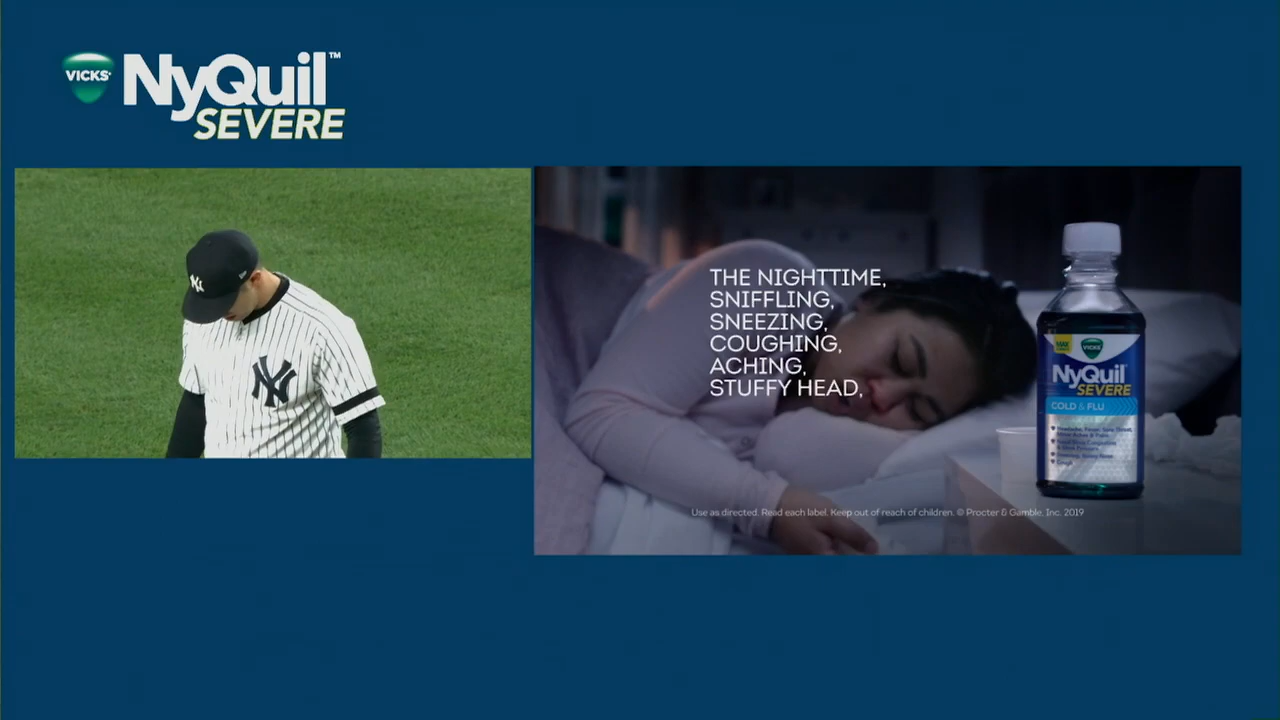 VICKS
NyQuil™
SEVERE
NY
NY
THE NIGHTTIME,
SNIFFLING,
SNEEZING,
COUGHING,
ACHING,
STUFFY HEAD,
MAX
VICKS
NyQuil
SEVERE
COLD & FLU
Use as directed. Read each label. Keep out of reach of children. © Procter & Gamble, Inc. 2019